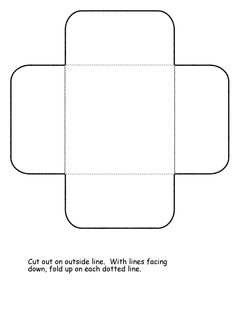 Cut out on outside line.  With lines facing
down, fold up on each dotted line.